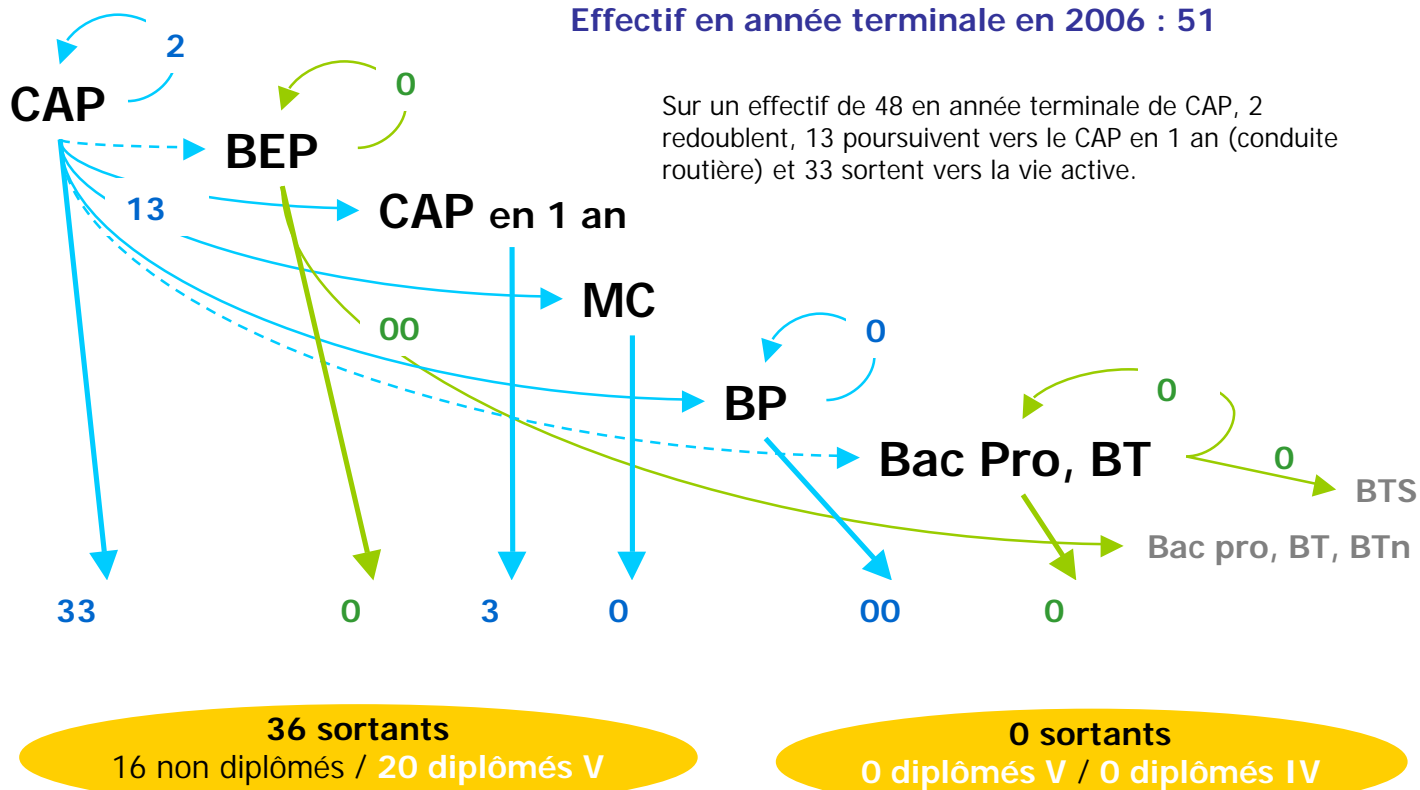 Effectif en année terminale en 2006 : 51
2
0
CAP
Sur un effectif de 48 en année terminale de CAP, 2
redoublent, 13 poursuivent vers le CAP en 1 an (conduite
routière) et 33 sortent vers la vie active.
BEP
13
CAP en 1 an
MC
00
0
BP
0
Bac Pro, BT
0
BTS
Bac pro, BT, BTn
33
0
3
0
00
0
36 sortants
16 non diplômés / 20 diplômés V
0 sortants
0 diplômés V / 0 diplômés IV